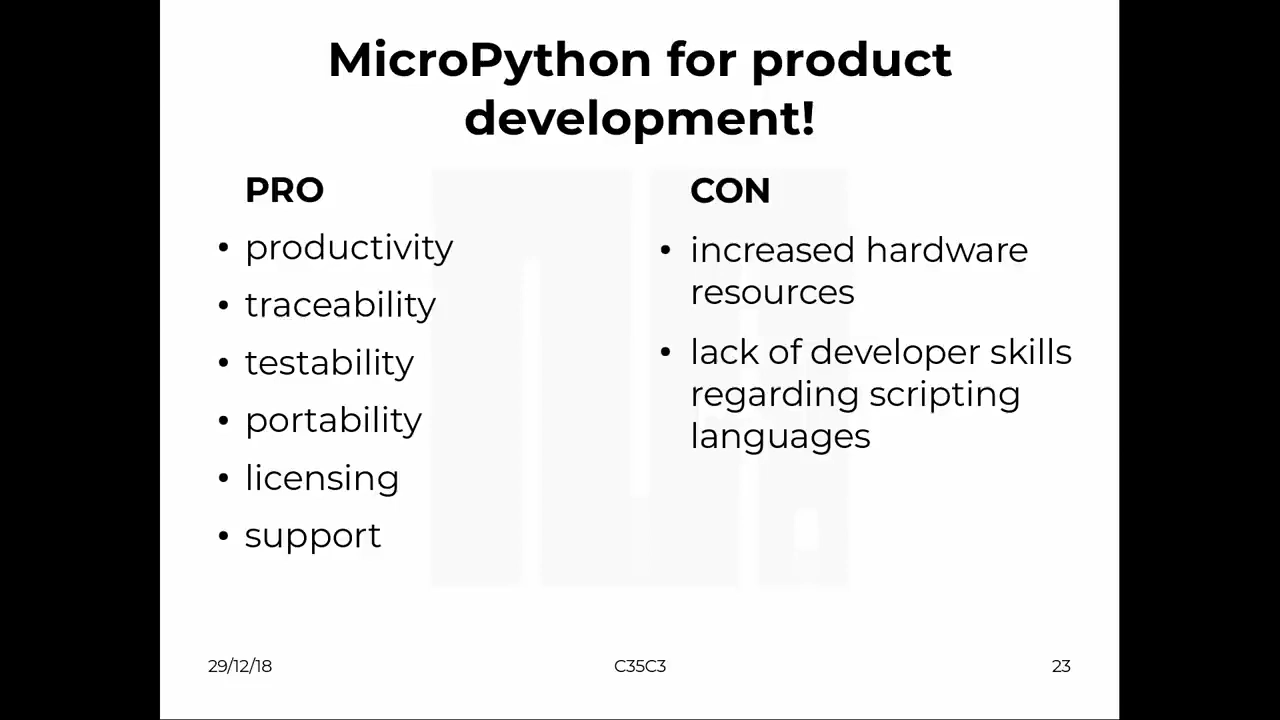 MicroPython for product
development!
PRO
• productivity
• traceability
• testability
• portability
• licensing
• support
CON
• increased hardware
resources
• lack of developer skills
regarding scripting
languages
29/12/18
C35C3
23